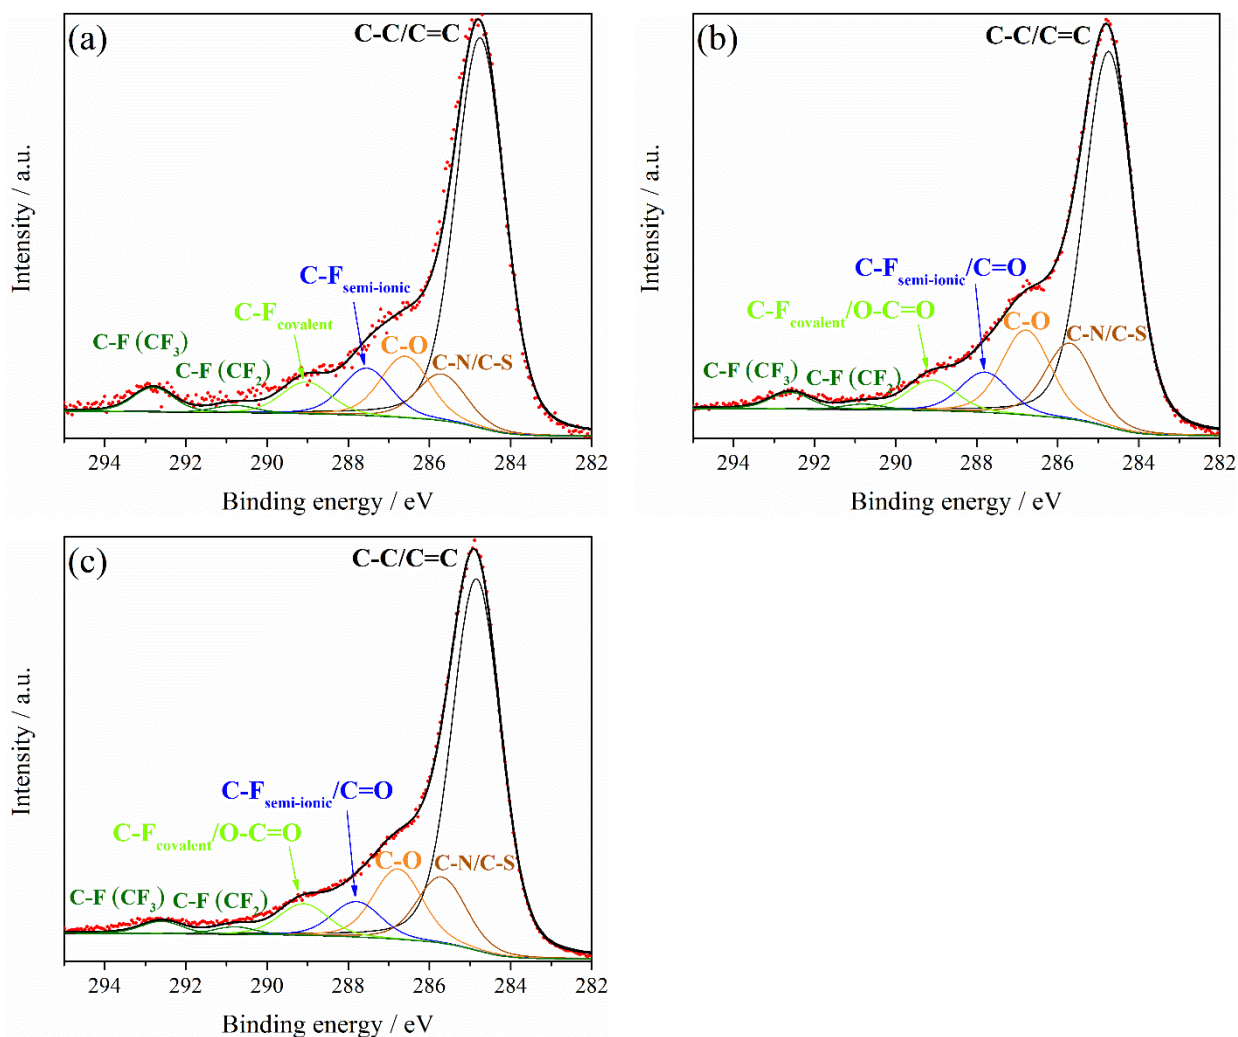 (a)
C-C/C=C
C-F semi-ionic
C-F covalent
C-F (CF3)
C-F (CF2)
C-O
C-N/C-S
Intensity / a.u.
294 292 290 288 286 284 282
Binding energy / eV
(b)
C-C/C=C
C-F semi-ionic/C=O
C-F covalent/O-C=O
C-O
C-N/C-S
C-F (CF3)
C-F (CF2)
Intensity / a.u.
294 292 290 288 286 284 282
Binding energy / eV
(c)
C-C/C=C
C-F semi-ionic/C=O
C-F covalent/O-C=O
C-O
C-N/C-S
C-F (CF3)
C-F (CF2)
Intensity / a.u.
294 292 290 288 286 284 282
Binding energy / eV